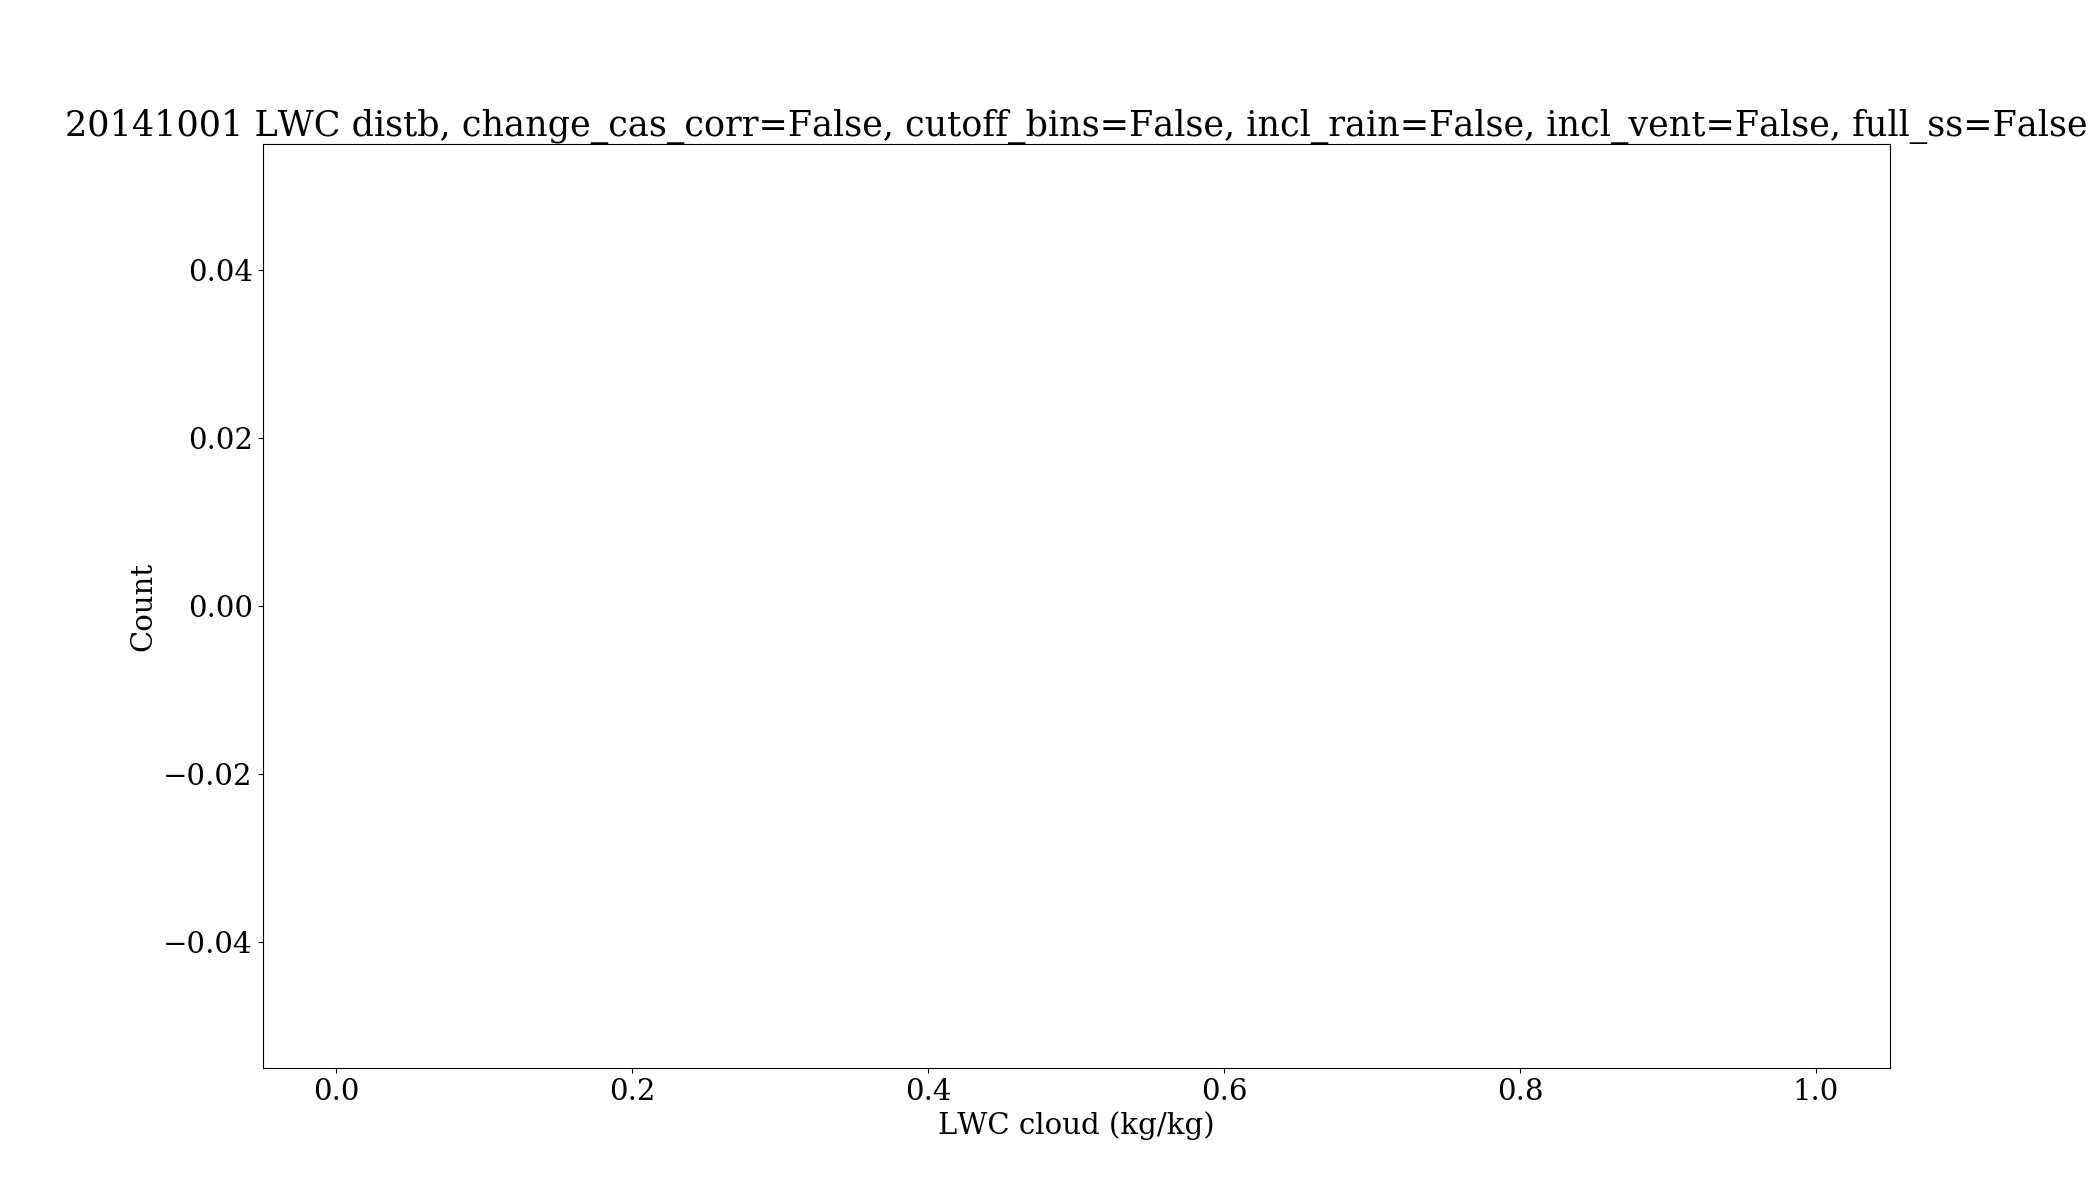 20141001 LWC distb, change_cas_corr=False, cutoff_bins=False, incl_rain=False, incl_vent=False, full_ss=False
0.04
0.02
0.00
−0.02
−0.04
Count
0.0 0.2 0.4 0.6 0.8 1.0
LWC cloud (kg/kg)